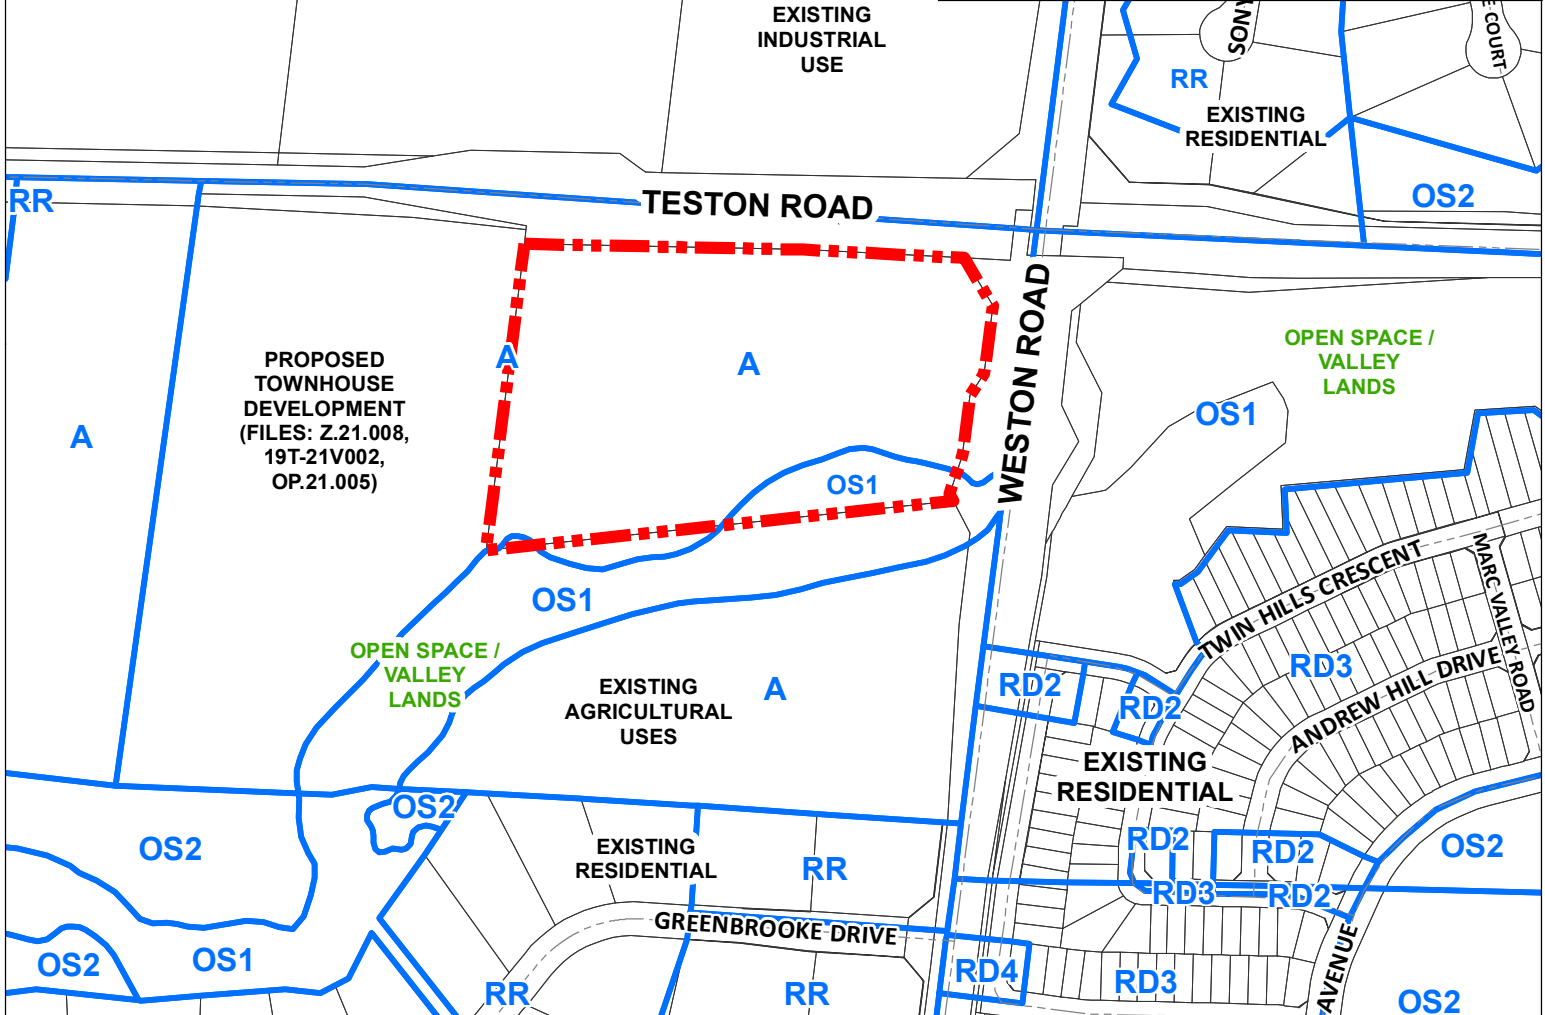 EXISTING
INDUSTRIAL
USE
SONY
E COURT
RR
EXISTING
RESIDENTIAL
OS2
RR
TESTON ROAD
WESTON ROAD
PROPOSED
TOWNHOUSE
DEVELOPMENT
(FILES: Z.21.008,
19T-21V002,
OP.21.005)
A
A
A
OPEN SPACE /
VALLEY
LANDS
OS1
OS1
OS1
OPEN SPACE /
VALLEY
LANDS
EXISTING
AGRICULTURAL
USES
A
TWIN HILLS CRESCENT
MARC VALLEY ROAD
RD3
ANDREW HILL DRIVE
RD2
RD2
EXISTING
RESIDENTIAL
OS2
OS2
EXISTING
RESIDENTIAL
RR
RD2
RD2
OS2
RD3
RD2
GREENBROOKE DRIVE
OS2
OS1
RR
RR
RD4
RD3
AVENUE
OS2